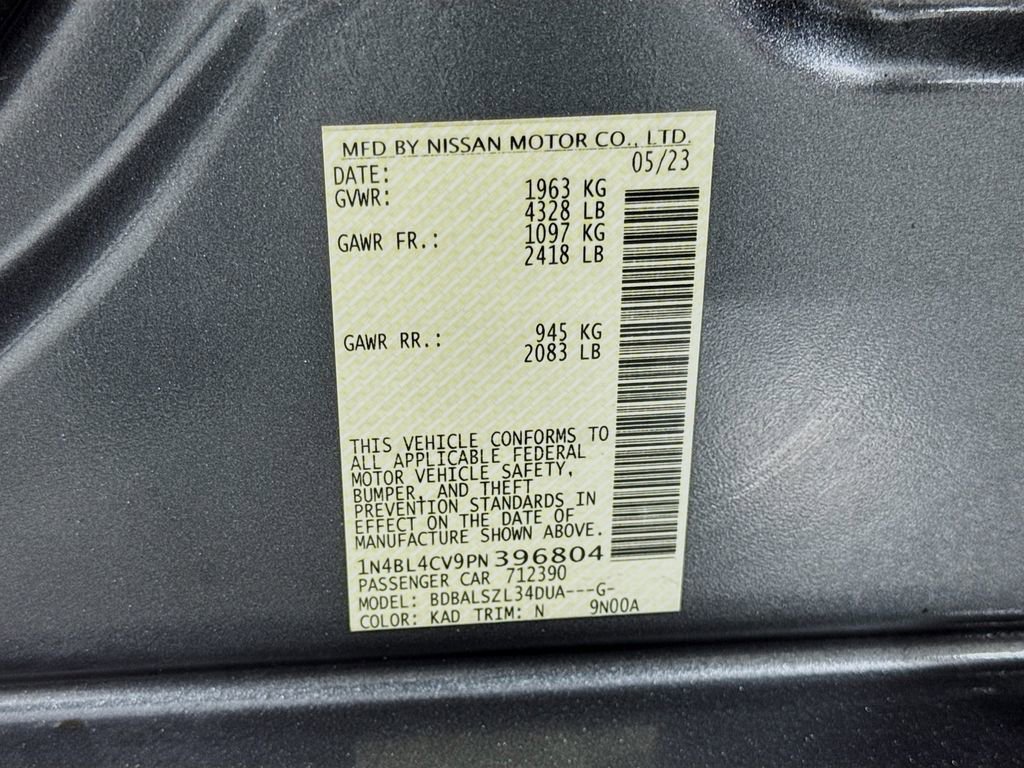 MFD BY NISSAN MOTOR CO., LTD.
DATE: 05/23
GVWR: 1963 KG
4328 LB
GAWR FR.: 1097 KG
2418 LB
GAWR RR.: 945 KG
2083 LB
THIS VEHICLE CONFORMS TO
ALL APPLICABLE FEDERAL
MOTOR VEHICLE SAFETY,
BUMPER, AND THEFT
PREVENTION STANDARDS IN
EFFECT ON THE DATE OF
MANUFACTURE SHOWN ABOVE.
1N4BL4CV9PN396804
PASSENGER CAR 712390
MODEL: BDBALSZL34DUA---G-
COLOR: KAD TRIM: N 9N00A